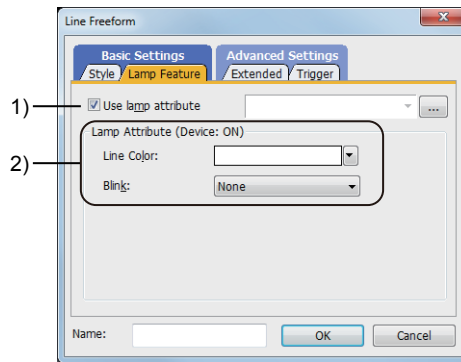 Line Freeform
Basic Settings
Advanced Settings
Style
Lamp Feature
Extended
Trigger
1)
Use lamp attribute
...
2)
Lamp Attribute (Device: ON)
Line Color:
Blink:
None
Name:
OK
Cancel